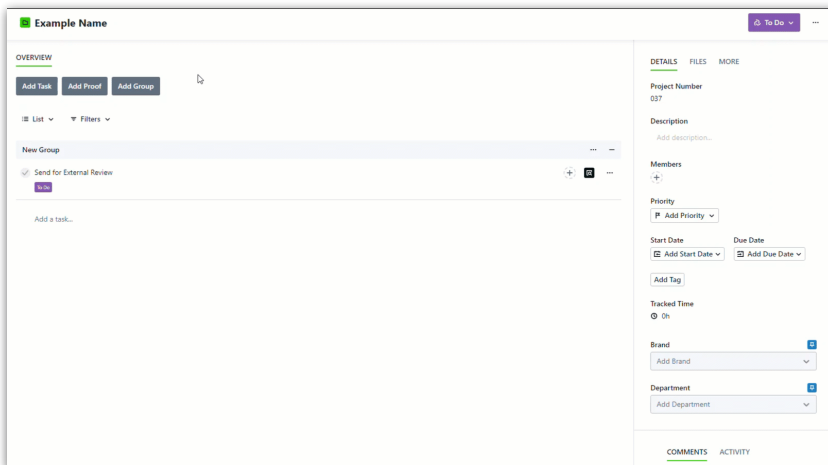 Example Name
To Do
OVERVIEW
Add Task Add Proof Add Group
List Filters
New Group
Send for External Review
To Do
Add a task...
DETAILS FILES MORE
Project Number
037
Description
Add description...
Members
Priority
Add Priority
Start Date Due Date
Add Start Date Add Due Date
Add Tag
Tracked Time
0h
Brand
Add Brand
Department
Add Department
COMMENTS ACTIVITY